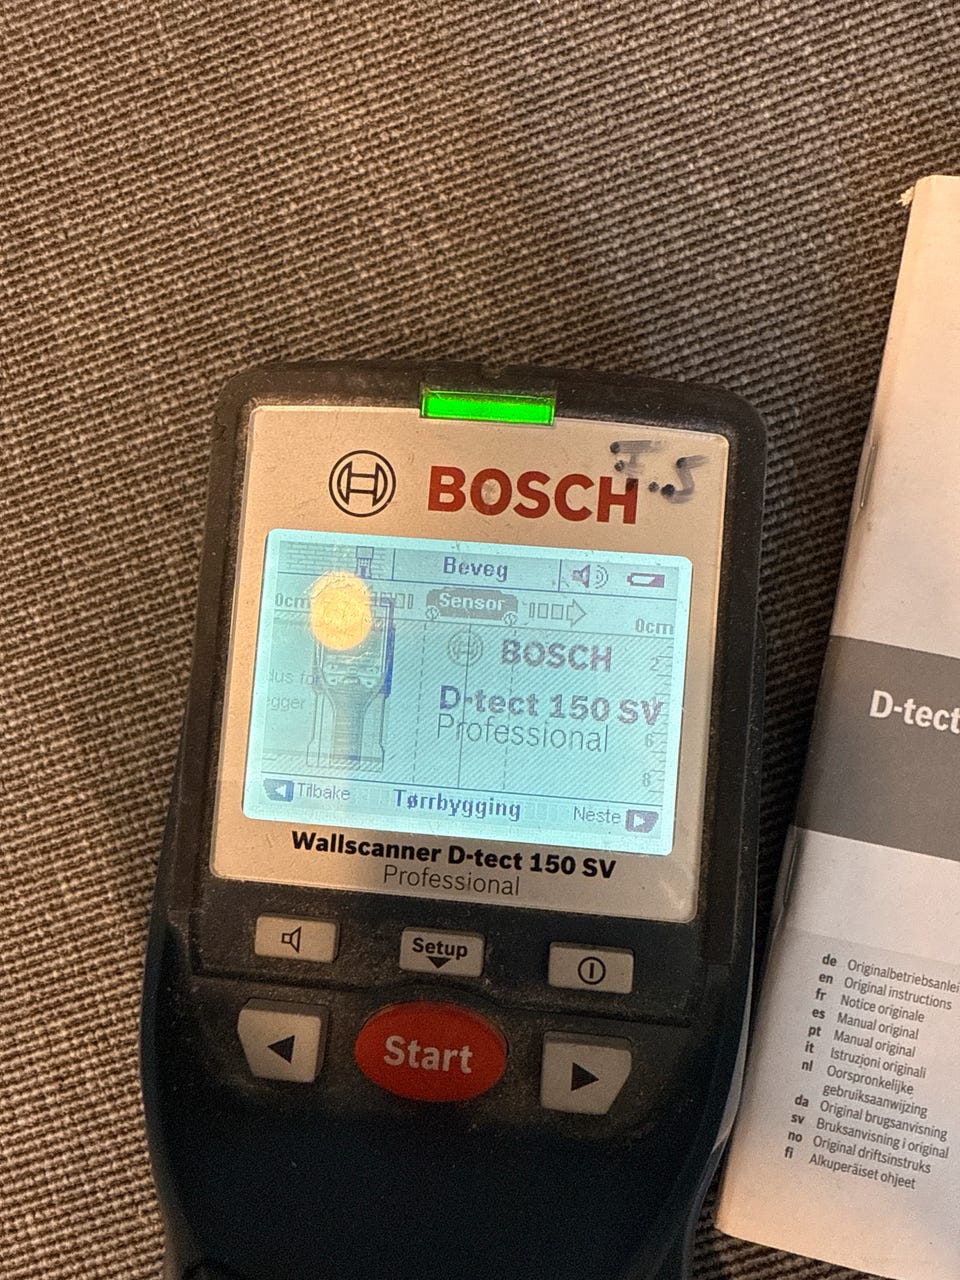 BOSCH
I.S
Beveg
0cm
Sensor
0cm
2
BOSCH
D-tect 150 SV
Professional
6
8
Tilbake
Tørrbygging
Neste
Wallscanner D-tect 150 SV
Professional
Setup
Start
D-tect
de Originalbetriebsanlei
en Original instructions
fr Notice originale
es Manual original
pt Manual original
it Istruzioni originali
nl Oorspronkelijke
gebruiksaanwijzing
da Original brugsanvisning
sv Bruksanvisning i original
no Original driftsinstruks
fi Alkuperäiset ohjeet